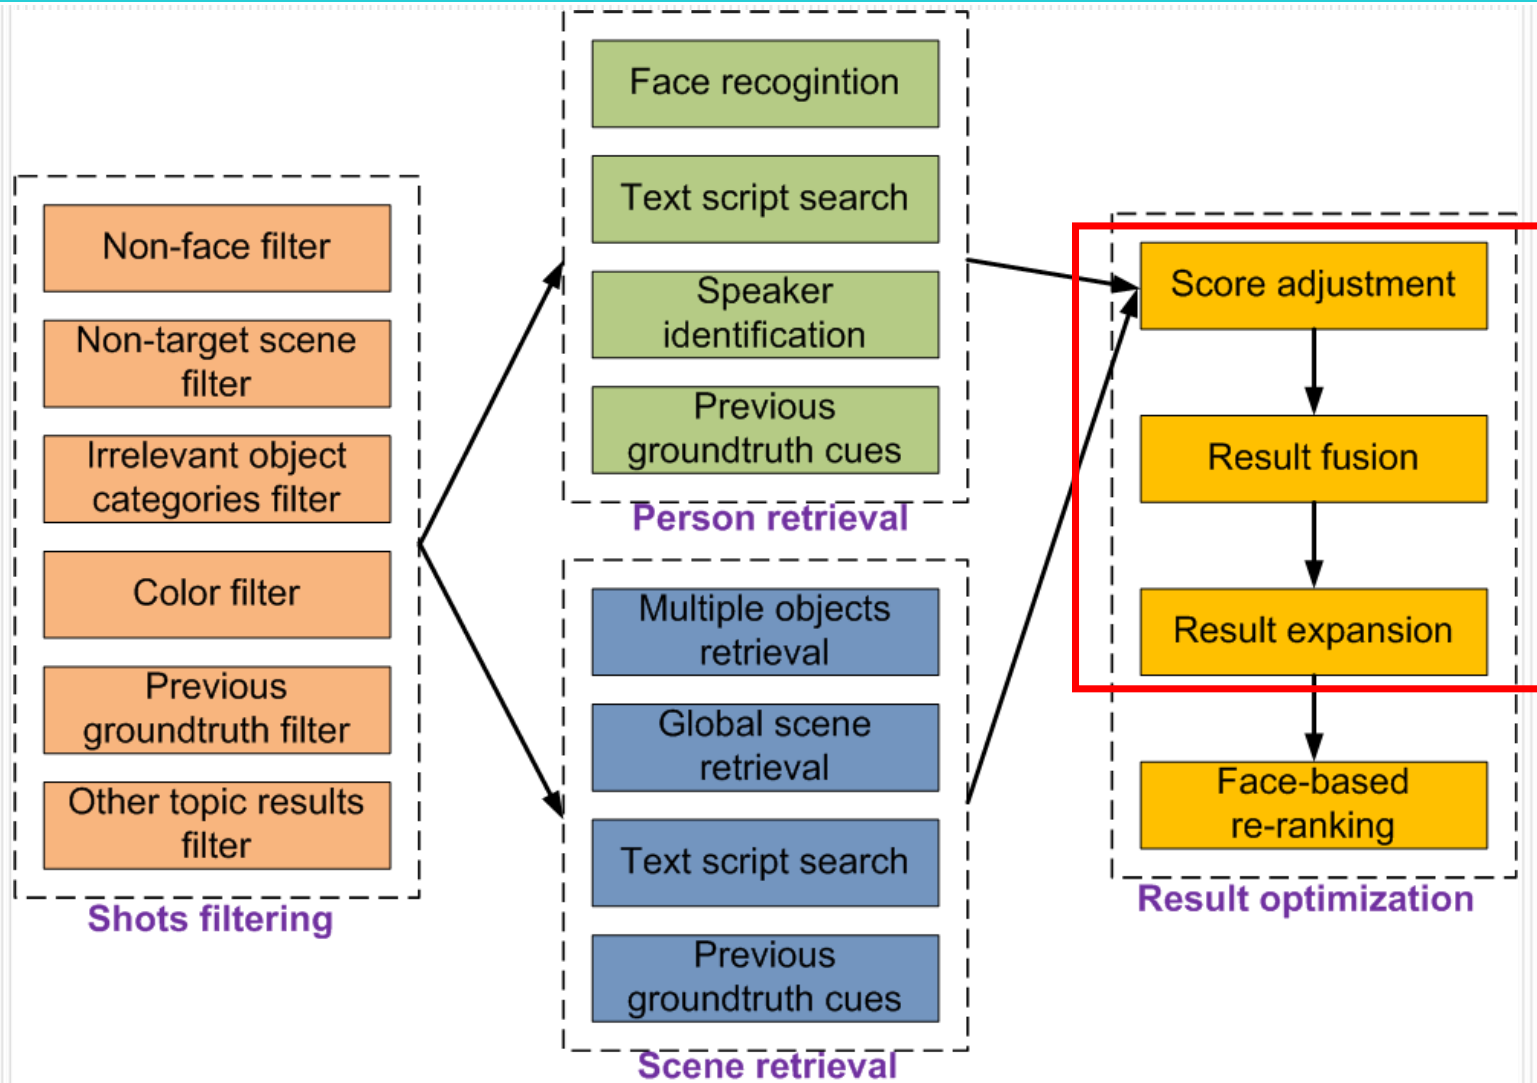 Non-face filter
Non-target scene
filter
Irrelevant object
categories filter
Color filter
Previous
groundtruth filter
Other topic results
filter
Shots filtering
Face recogintion
Text script search
Speaker
identification
Previous
groundtruth cues
Person retrieval
Multiple objects
retrieval
Global scene
retrieval
Text script search
Previous
groundtruth cues
Scene retrieval
Score adjustment
Result fusion
Result expansion
Face-based
re-ranking
Result optimization